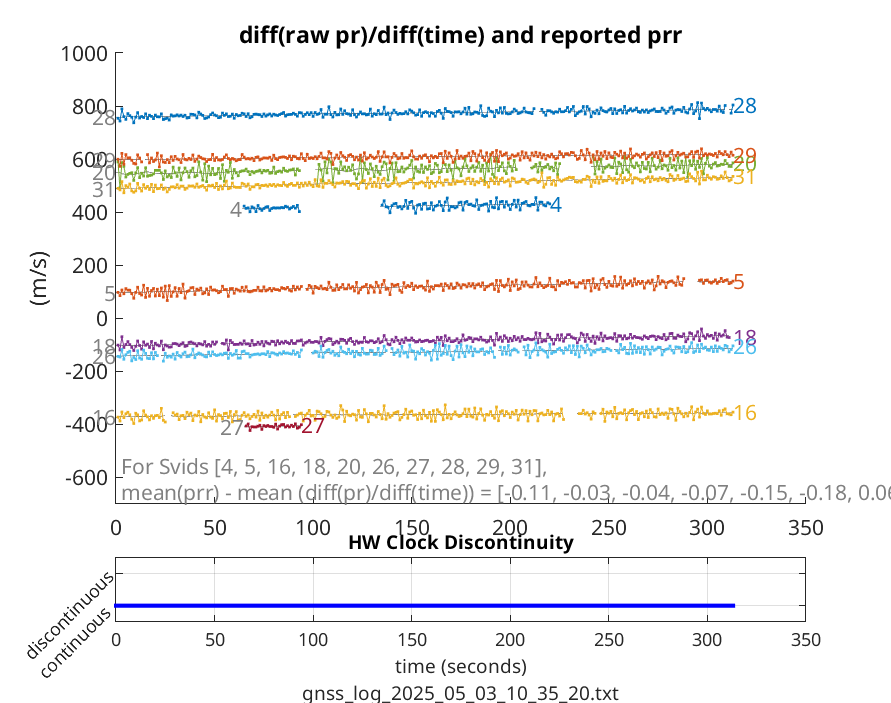 diff(raw pr)/diff(time) and reported prr
1000
800
600
400
200
0
-200
-400
-600
(m/s)
28
29
20
31
4
5
18
26
16
27
28
29
20
31
4
5
18
26
16
27
For Svids [4, 5, 16, 18, 20, 26, 27, 28, 29, 31],
mean(prr) - mean (diff(pr)/diff(time)) = [-0.11, -0.03, -0.04, -0.07, -0.15, -0.18, 0.06
0 50 100 150 200 250 300 350
HW Clock Discontinuity
discontinuous
continuous
0 50 100 150 200 250 300 350
time (seconds)
gnss_log_2025_05_03_10_35_20.txt